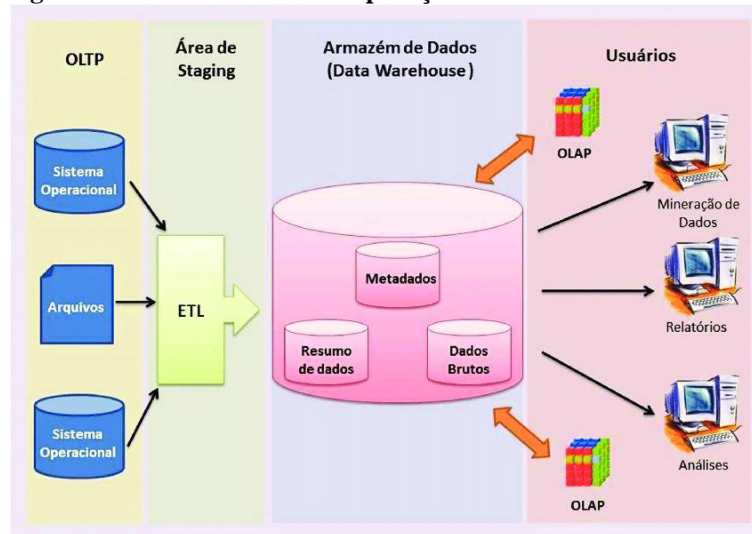 OLTP
Área de
Staging
Armazém de Dados
(Data Warehouse)
Usuários
Sistema
Operacional
Arquivos
Sistema
Operacional
ETL
Metadados
Resumo
de dados
Dados
Brutos
OLAP
Mineração de
Dados
Relatórios
Análises
OLAP